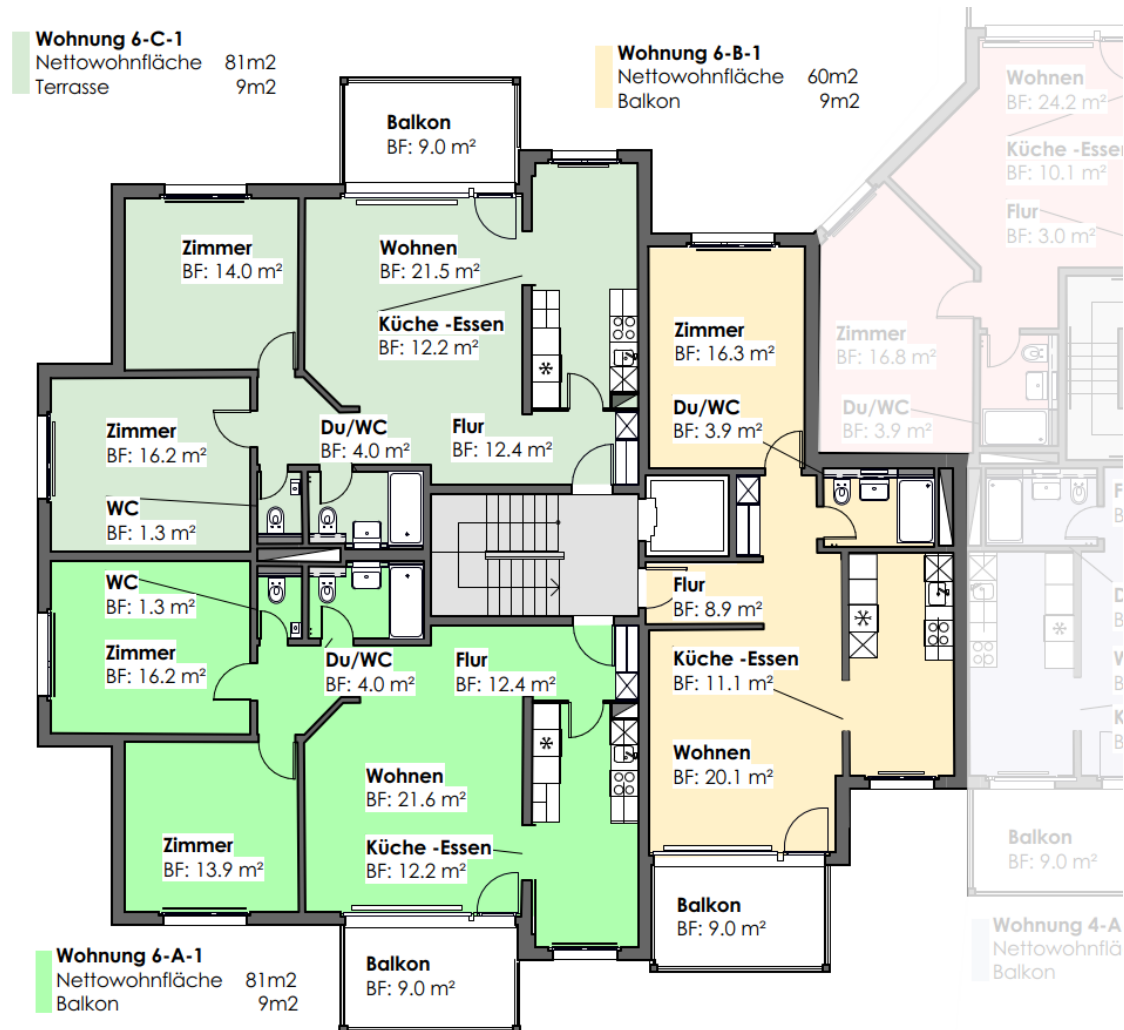 Wohnung 6-C-1
Nettowohnfläche 81m2
Terrasse 9m2
Wohnung 6-B-1
Nettowohnfläche 60m2
Balkon 9m2
Balkon
BF: 9.0 m²
Wohnen
BF: 24.2 m²
Küche -Essen
BF: 10.1 m²
Flur
BF: 3.0 m²
Zimmer
BF: 14.0 m²
Wohnen
BF: 21.5 m²
Küche -Essen
BF: 12.2 m²
Zimmer
BF: 16.3 m²
Zimmer
BF: 16.8 m²
Du/WC
BF: 3.9 m²
Du/WC
BF: 3.9 m²
Zimmer
BF: 16.2 m²
Du/WC
BF: 4.0 m²
Flur
BF: 12.4 m²
WC
BF: 1.3 m²
WC
BF: 1.3 m²
Flur
BF: 8.9 m²
Zimmer
BF: 16.2 m²
Du/WC
BF: 4.0 m²
Flur
BF: 12.4 m²
Küche -Essen
BF: 11.1 m²
Wohnen
BF: 21.6 m²
Wohnen
BF: 20.1 m²
Zimmer
BF: 13.9 m²
Küche -Essen
BF: 12.2 m²
Balkon
BF: 9.0 m²
Balkon
BF: 9.0 m²
Wohnung 4-A
Nettowohnflä
Balkon
Wohnung 6-A-1
Nettowohnfläche 81m2
Balkon 9m2
Balkon
BF: 9.0 m²